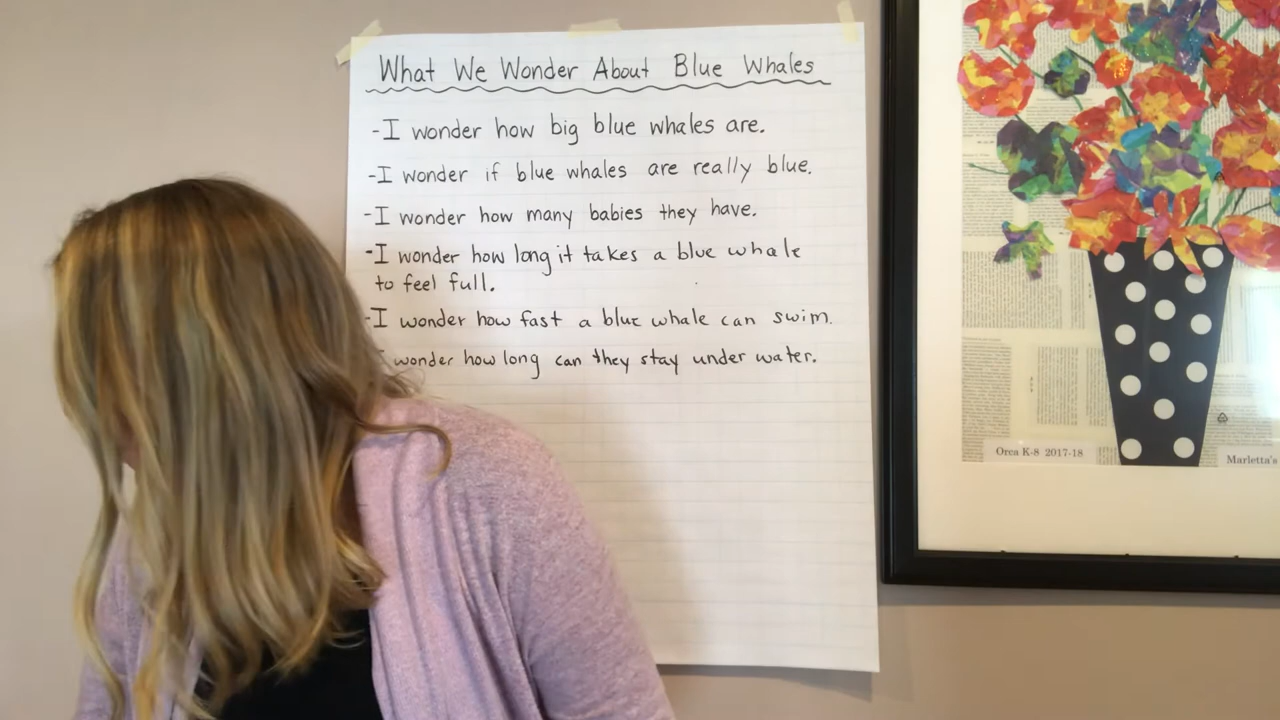 What We Wonder About Blue Whales
-I wonder how big blue whales are.
-I wonder if blue whales are really blue.
-I wonder how many babies they have.
-I wonder how long it takes a blue whale
to feel full.
-I wonder how fast a blue whale can swim.
wonder how long can they stay under water.
Orca K-8 2017-18
Marletta's